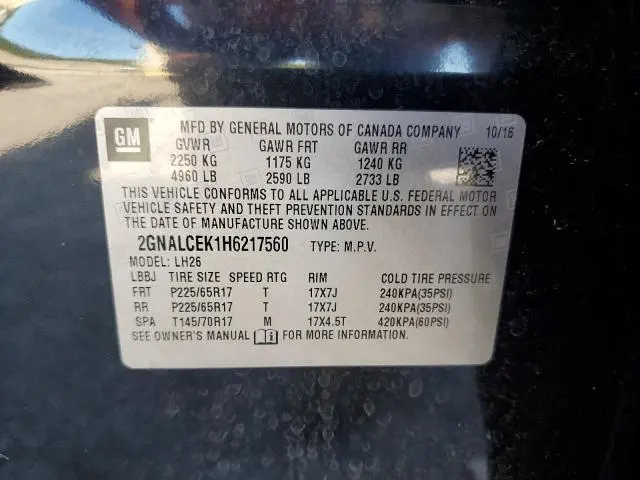 GM
MFD BY GENERAL MOTORS OF CANADA COMPANY 10/16
GVWR GAWR FRT GAWR RR
2250 KG 1175 KG 1240 KG
4960 LB 2590 LB 2733 LB
THIS VEHICLE CONFORMS TO ALL APPLICABLE U.S. FEDERAL MOTOR
VEHICLE SAFETY AND THEFT PREVENTION STANDARDS IN EFFECT ON
THE DATE OF MANUFACTURE SHOWN ABOVE.
2GNALCEK1H6217560 TYPE: M.P.V.
MODEL: LH26
LBBJ TIRE SIZE SPEED RTG RIM COLD TIRE PRESSURE
FRT P225/65R17 T 17X7J 240KPA(35PSI)
RR P225/65R17 T 17X7J 240KPA(35PSI)
SPA T145/70R17 M 17X4.5T 420KPA(60PSI)
SEE OWNER'S MANUAL FOR MORE INFORMATION